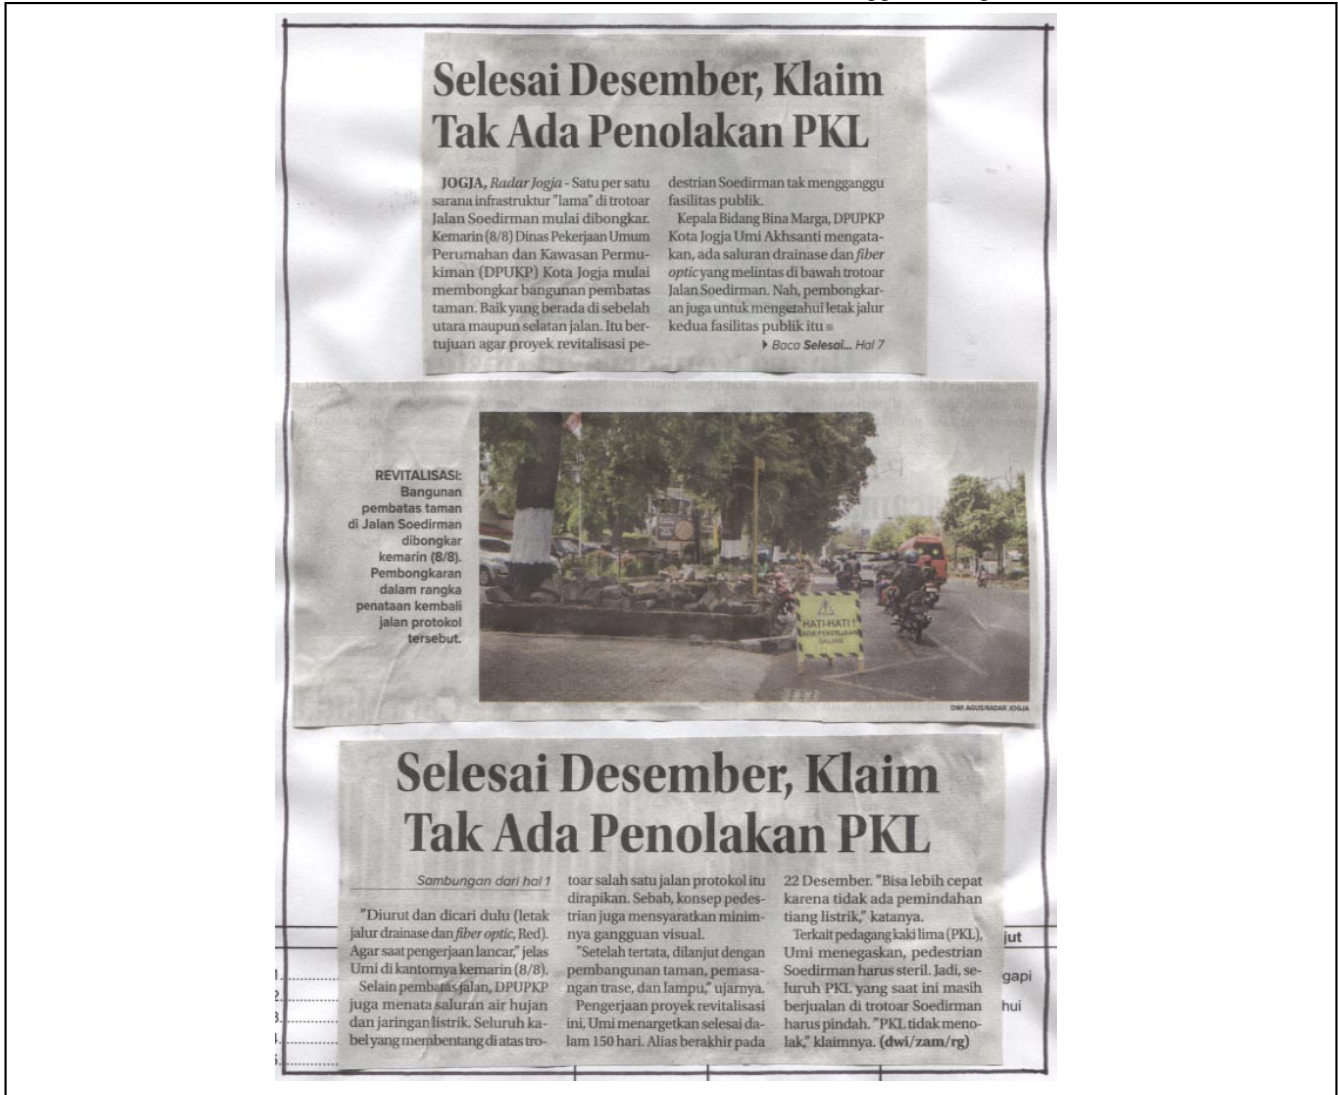 Selesai Desember, Klaim
Tak Ada Penolakan PKL
JOGJA, Radar Jogja - Satu per satu
sarana infrastruktur "lama" di trotoar
Jalan Soedirman mulai dibongkar.
Kemarin (8/8) Dinas Pekerjaan Umum
Perumahan dan Kawasan Permu-
kiman (DPUKP) Kota Jogja mulai
membongkar bangunan pembatas
taman. Baik yang berada di sebelah
utara maupun selatan jalan. Itu ber-
tujuan agar proyek revitalisasi pe-
destrian Soedirman tak mengganggu
fasilitas publik.
Kepala Bidang Bina Marga, DPUPKP
Kota Jogja Umi Akhsanti mengata-
kan, ada saluran drainase dan fiber
optic yang melintas di bawah trotoar
Jalan Soedirman. Nah, pembongkar-
an juga untuk mengetahui letak jalur
kedua fasilitas publik itu
Baca Selesai... Hal 7
REVITALISASI:
Bangunan
pembatas taman
di Jalan Soedirman
dibongkar
kemarin (8/8).
Pembongkaran
dalam rangka
penataan kembali
jalan protokol
tersebut.
HATI-HATI !
ADA PEKERJAAN
GALIAN
DWI AGUS/RADAR JOGJA
Selesai Desember, Klaim
Tak Ada Penolakan PKL
Sambungan dari hal 1
"Diurut dan dicari dulu (letak
jalur drainase dan fiber optic, Red).
Agar saat pengerjaan lancar," jelas
Umi di kantornya kemarin (8/8).
Selain pembatas jalan, DPUPKP
juga menata saluran air hujan
dan jaringan listrik. Seluruh ka-
bel yang membentang di atas tro-
toar salah satu jalan protokol itu
dirapikan. Sebab, konsep pedes-
trian juga mensyaratkan minim-
nya gangguan visual.
"Setelah tertata, dilanjut dengan
pembangunan taman, pemasa-
ngan trase, dan lampu," ujarnya.
Pengerjaan proyek revitalisasi
ini, Umi menargetkan selesai da-
lam 150 hari. Alias berakhir pada
22 Desember. "Bisa lebih cepat
karena tidak ada pemindahan
tiang listrik," katanya.
Terkait pedagang kaki lima (PKL),
Umi menegaskan, pedestrian
Soedirman harus steril. Jadi, se-
luruh PKL yang saat ini masih
berjualan di trotoar Soedirman
harus pindah. "PKL tidak meno-
lak," klaimnya. (dwi/zam/rg)
jut
gapi
hui